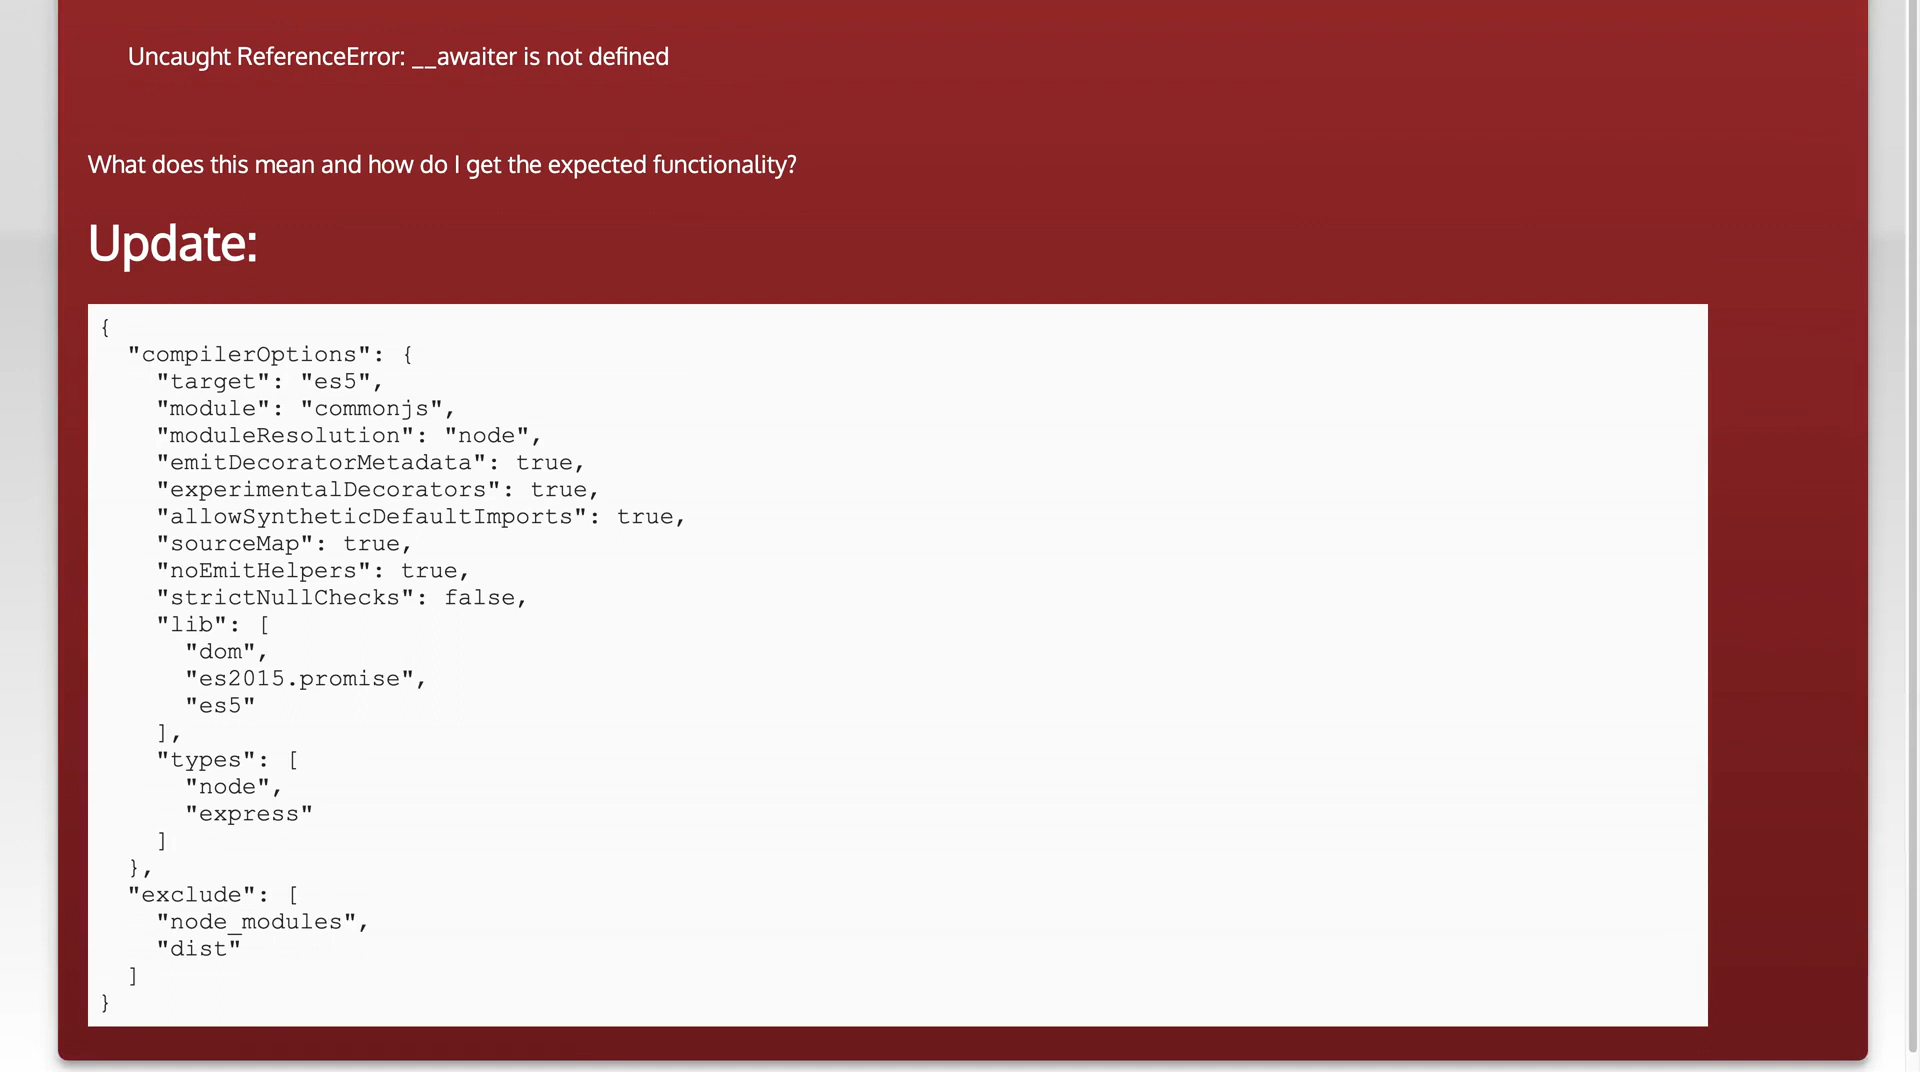 Uncaught ReferenceError: __awaiter is not defined
What does this mean and how do I get the expected functionality?
Update:
{
  "compilerOptions": {
    "target": "es5",
    "module": "commonjs",
    "moduleResolution": "node",
    "emitDecoratorMetadata": true,
    "experimentalDecorators": true,
    "allowSyntheticDefaultImports": true,
    "sourceMap": true,
    "noEmitHelpers": true,
    "strictNullChecks": false,
    "lib": [
      "dom",
      "es2015.promise",
      "es5"
    ],
    "types": [
      "node",
      "express"
    ]
  },
  "exclude": [
    "node_modules",
    "dist"
  ]
}